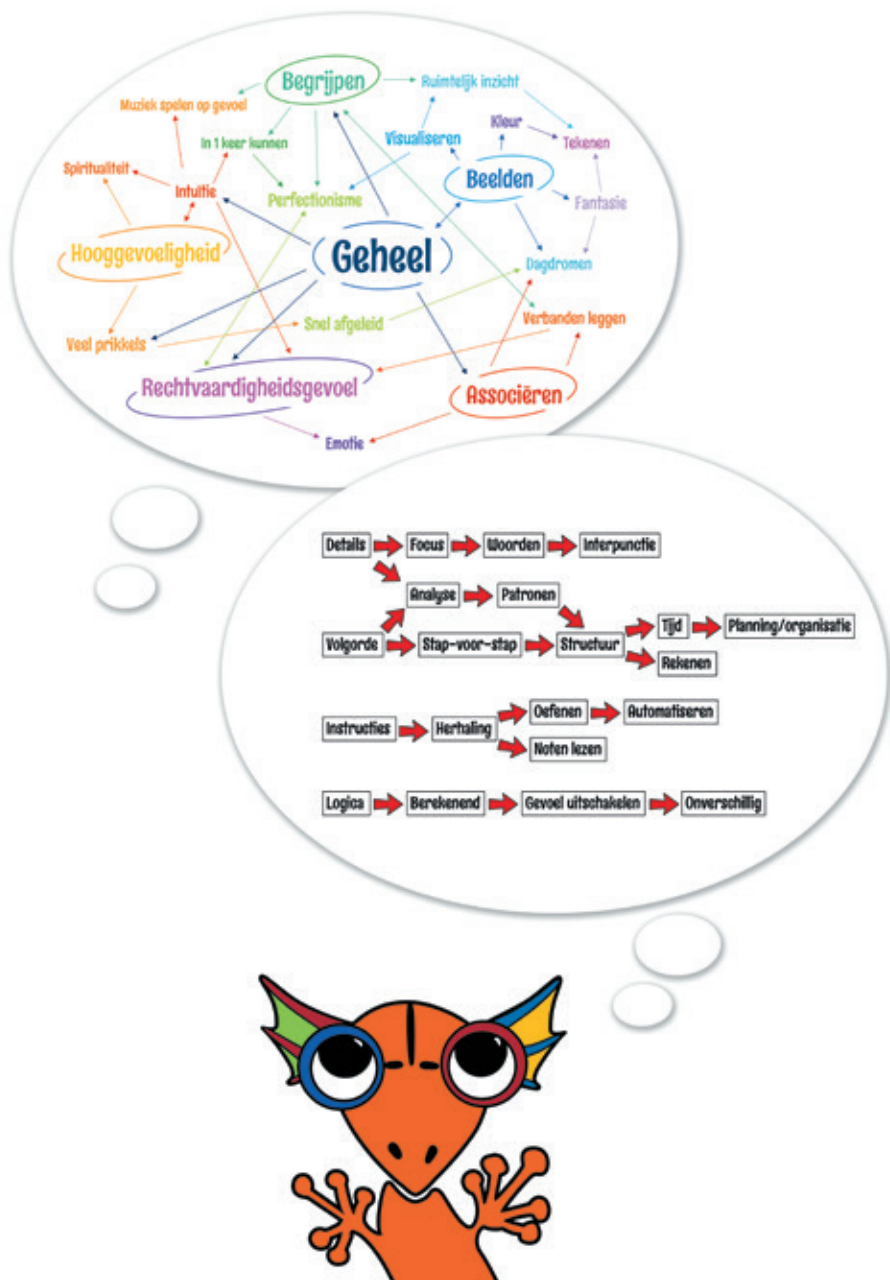 Begrijpen
Ruimtelijk inzicht
Muziek spelen op gevoel
Kleur
In 1 keer kunnen
Visualiseren
Tekenen
Spiritualiteit
Intuïtie
Beelden
Perfectionisme
Fantasie
Hooggevoeligheid
Geheel
Dagdromen
Veel prikkels
Snel afgeleid
Verbanden leggen
Rechtvaardigheidsgevoel
Associëren
Emotie
Details
Focus
Woorden
Interpunctie
Analyse
Patronen
Volgorde
Stap-voor-stap
Structuur
Tijd
Planning/organisatie
Rekenen
Instructies
Herhaling
Oefenen
Automatiseren
Noten lezen
Logica
Berekenend
Gevoel uitschakelen
Onverschillig